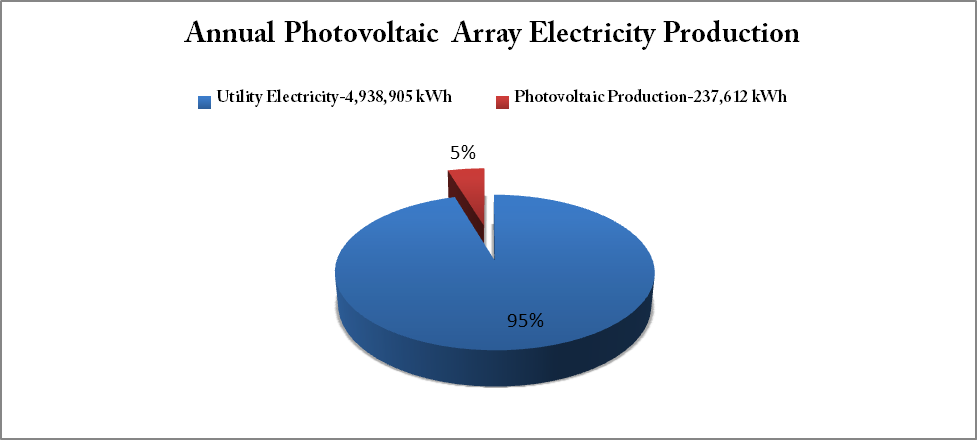 Annual Photovoltaic Array Electricity Production
Utility Electricity-4,938,905 kWh Photovoltaic Production-237,612 kWh
5%
95%